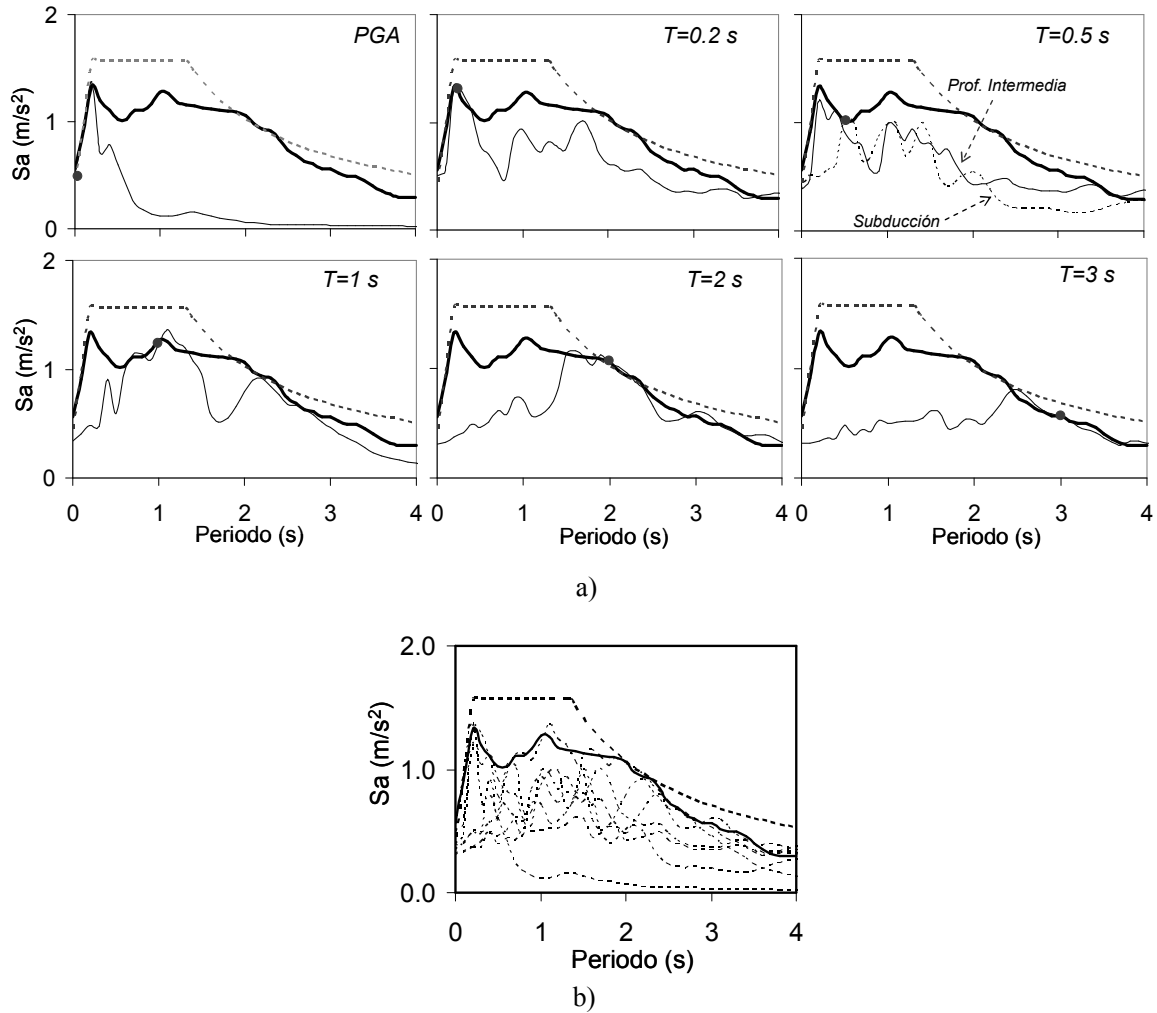 2
PGA
T=0.2 s
T=0.5 s
Prof. Intermedia
Sa (m/s²)
1
Subducción
0
2
T=1 s
T=2 s
T=3 s
Sa (m/s²)
1
0
0 1 2 3 4
0 1 2 3 4
0 1 2 3 4
Periodo (s)
Periodo (s)
Periodo (s)
a)
2.0
Sa (m/s²)
1.0
0.0
0 1 2 3 4
Periodo (s)
b)